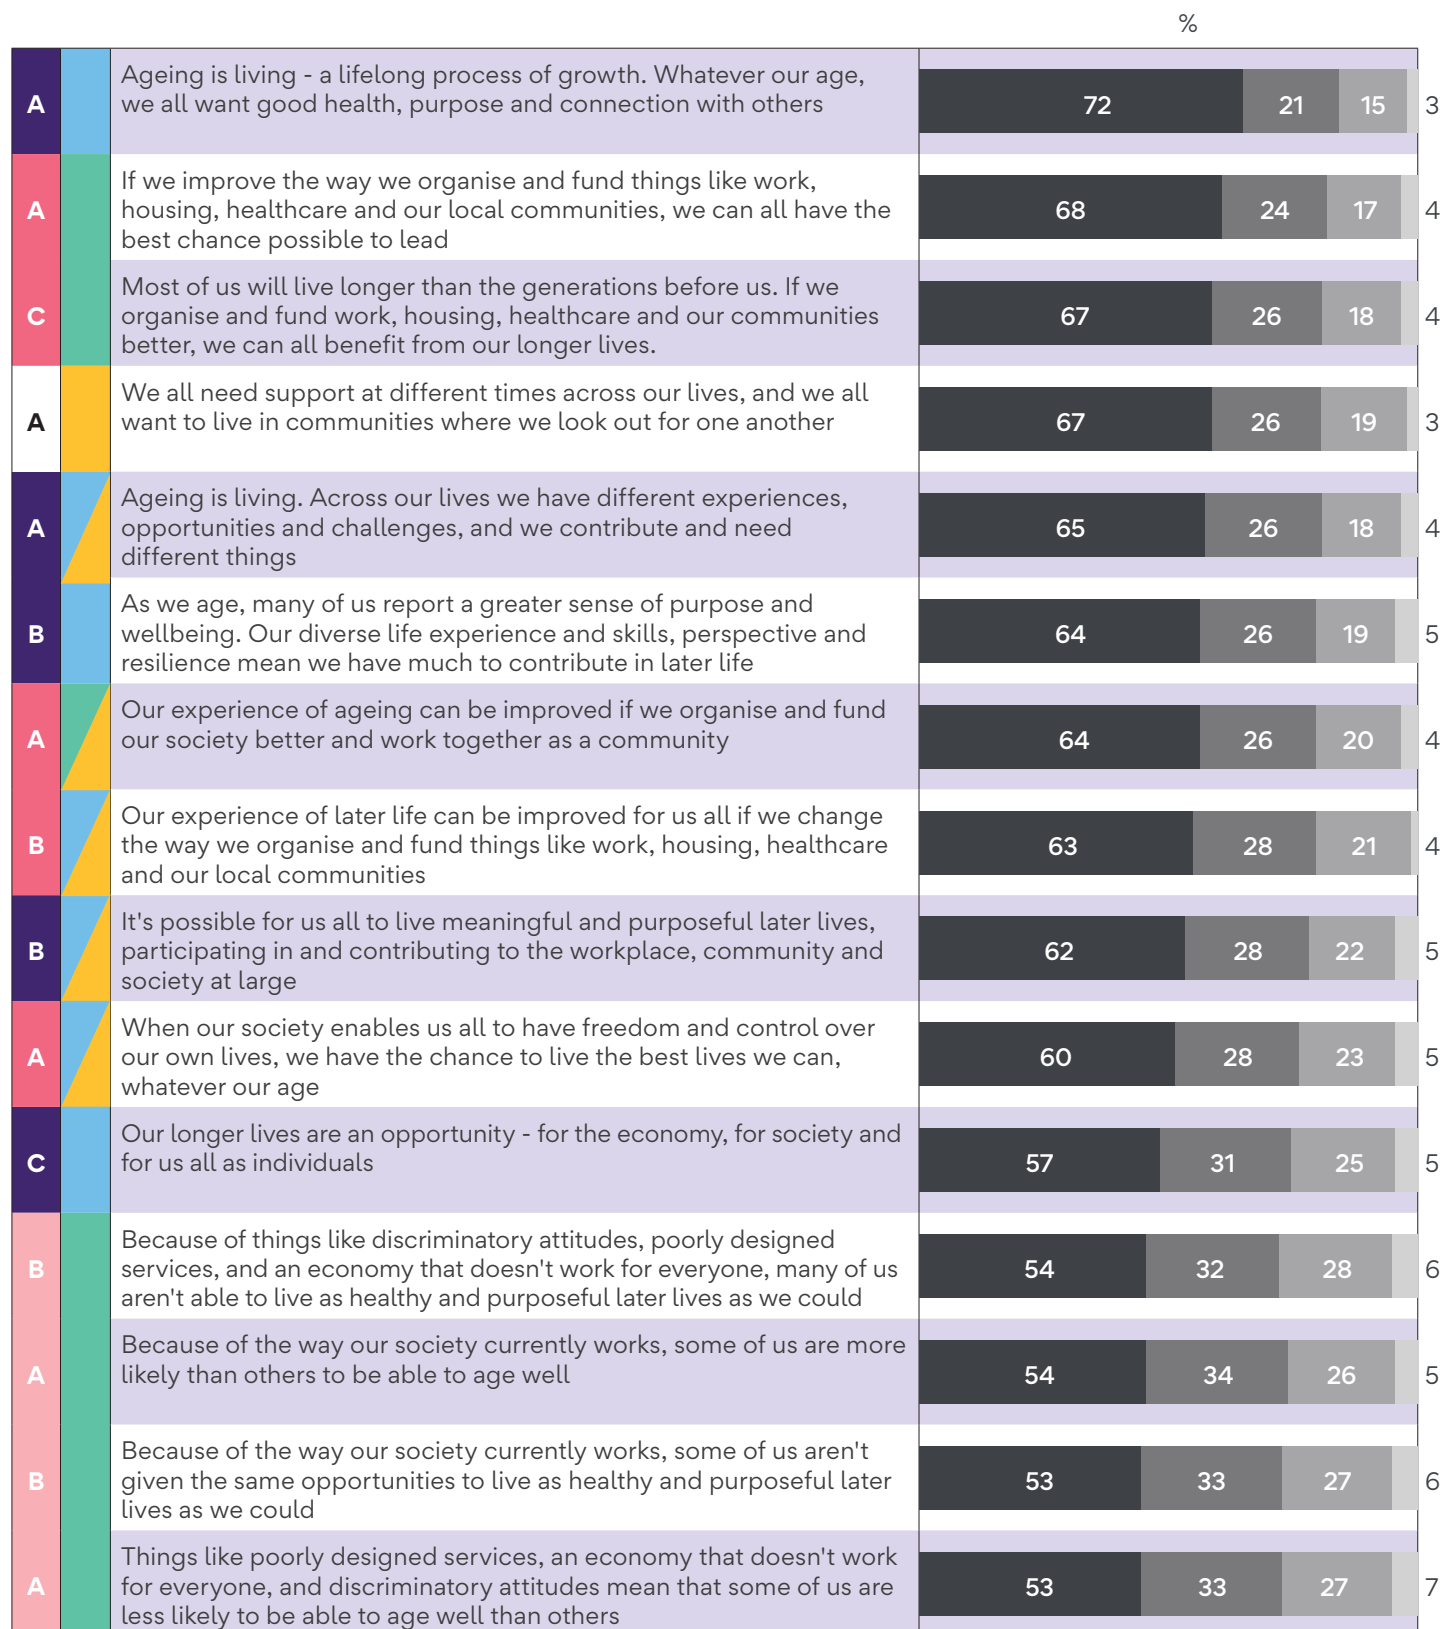 %
A
Ageing is living - a lifelong process of growth. Whatever our age,
we all want good health, purpose and connection with others
72 21 15 3
A
If we improve the way we organise and fund things like work,
housing, healthcare and our local communities, we can all have the
best chance possible to lead
68 24 17 4
C
Most of us will live longer than the generations before us. If we
organise and fund work, housing, healthcare and our communities
better, we can all benefit from our longer lives.
67 26 18 4
A
We all need support at different times across our lives, and we all
want to live in communities where we look out for one another
67 26 19 3
A
Ageing is living. Across our lives we have different experiences,
opportunities and challenges, and we contribute and need
different things
65 26 18 4
B
As we age, many of us report a greater sense of purpose and
wellbeing. Our diverse life experience and skills, perspective and
resilience mean we have much to contribute in later life
64 26 19 5
A
Our experience of ageing can be improved if we organise and fund
our society better and work together as a community
64 26 20 4
B
Our experience of later life can be improved for us all if we change
the way we organise and fund things like work, housing, healthcare
and our local communities
63 28 21 4
B
It's possible for us all to live meaningful and purposeful later lives,
participating in and contributing to the workplace, community and
society at large
62 28 22 5
A
When our society enables us all to have freedom and control over
our own lives, we have the chance to live the best lives we can,
whatever our age
60 28 23 5
C
Our longer lives are an opportunity - for the economy, for society and
for us all as individuals
57 31 25 5
B
Because of things like discriminatory attitudes, poorly designed
services, and an economy that doesn't work for everyone, many of us
aren't able to live as healthy and purposeful later lives as we could
54 32 28 6
A
Because of the way our society currently works, some of us are more
likely than others to be able to age well
54 34 26 5
B
Because of the way our society currently works, some of us aren't
given the same opportunities to live as healthy and purposeful later
lives as we could
53 33 27 6
A
Things like poorly designed services, an economy that doesn't work
for everyone, and discriminatory attitudes mean that some of us are
less likely to be able to age well than others
53 33 27 7